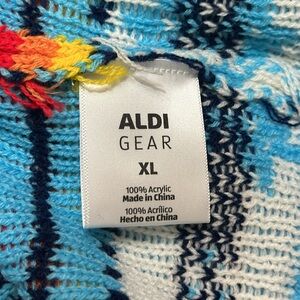 ALDI
GEAR
XL
100% Acrylic
Made in China
100% Acrílico
Hecho en China